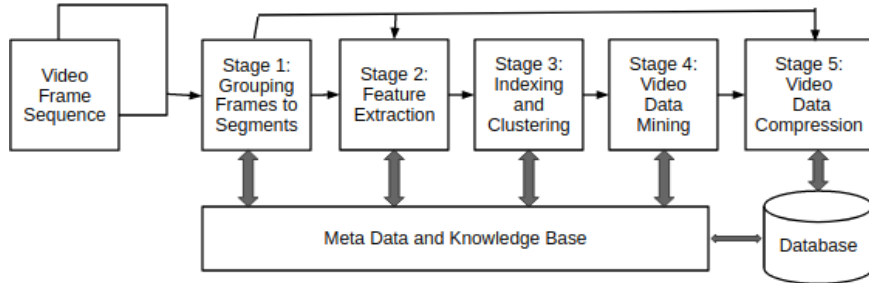 Video
Frame
Sequence
Stage 1:
Grouping
Frames to
Segments
Stage 2:
Feature
Extraction
Stage 3:
Indexing
and
Clustering
Stage 4:
Video
Data
Mining
Stage 5:
Video
Data
Compression
Meta Data and Knowledge Base
Database